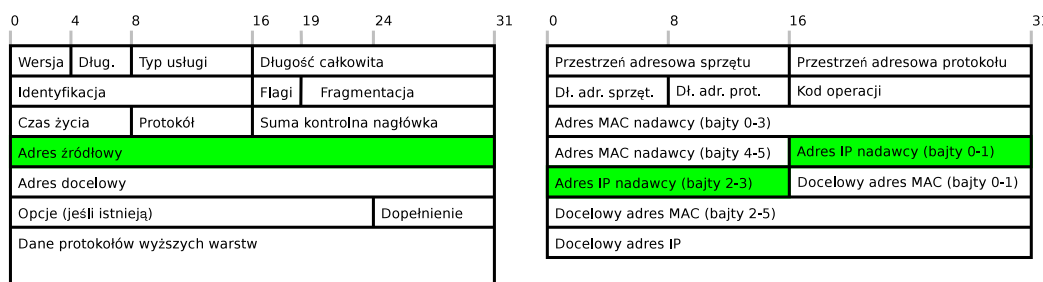 0 4 8 16 19 24 31
Wersja Dług. Typ usługi Długość całkowita
Identyfikacja Flagi Fragmentacja
Czas życia Protokół Suma kontrolna nagłówka
Adres źródłowy
Adres docelowy
Opcje (jeśli istnieją) Dopełnienie
Dane protokołów wyższych warstw
0 8 16 31
Przestrzeń adresowa sprzętu Przestrzeń adresowa protokołu
Dł. adr. sprzęt. Dł. adr. prot. Kod operacji
Adres MAC nadawcy (bajty 0-3)
Adres MAC nadawcy (bajty 4-5) Adres IP nadawcy (bajty 0-1)
Adres IP nadawcy (bajty 2-3) Docelowy adres MAC (bajty 0-1)
Docelowy adres MAC (bajty 2-5)
Docelowy adres IP